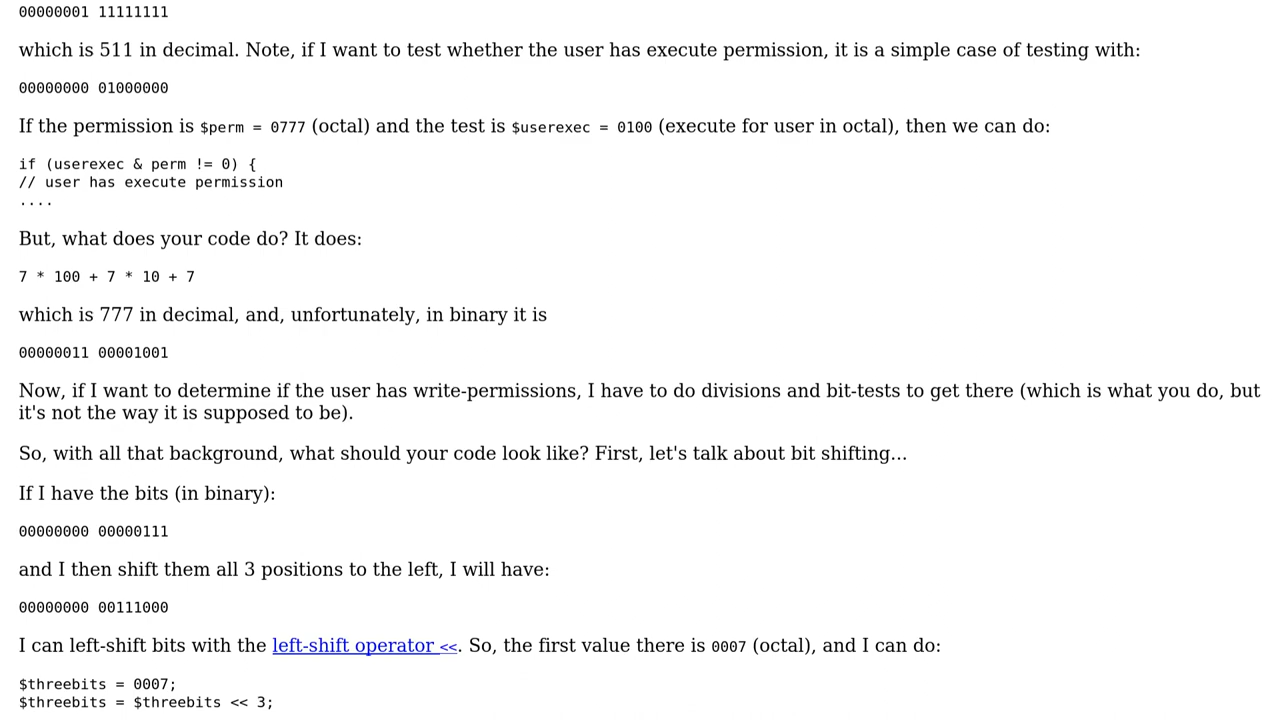 00000001 11111111
which is 511 in decimal. Note, if I want to test whether the user has execute permission, it is a simple case of testing with:
00000000 01000000
If the permission is $perm = 0777 (octal) and the test is $userexec = 0100 (execute for user in octal), then we can do:
if (userexec & perm != 0) {
// user has execute permission
....
But, what does your code do? It does:
7 * 100 + 7 * 10 + 7
which is 777 in decimal, and, unfortunately, in binary it is
00000011 00001001
Now, if I want to determine if the user has write-permissions, I have to do divisions and bit-tests to get there (which is what you do, but
it's not the way it is supposed to be).
So, with all that background, what should your code look like? First, let's talk about bit shifting...
If I have the bits (in binary):
00000000 00000111
and I then shift them all 3 positions to the left, I will have:
00000000 00111000
I can left-shift bits with the left-shift operator <<. So, the first value there is 0007 (octal), and I can do:
$threebits = 0007;
$threebits = $threebits << 3;